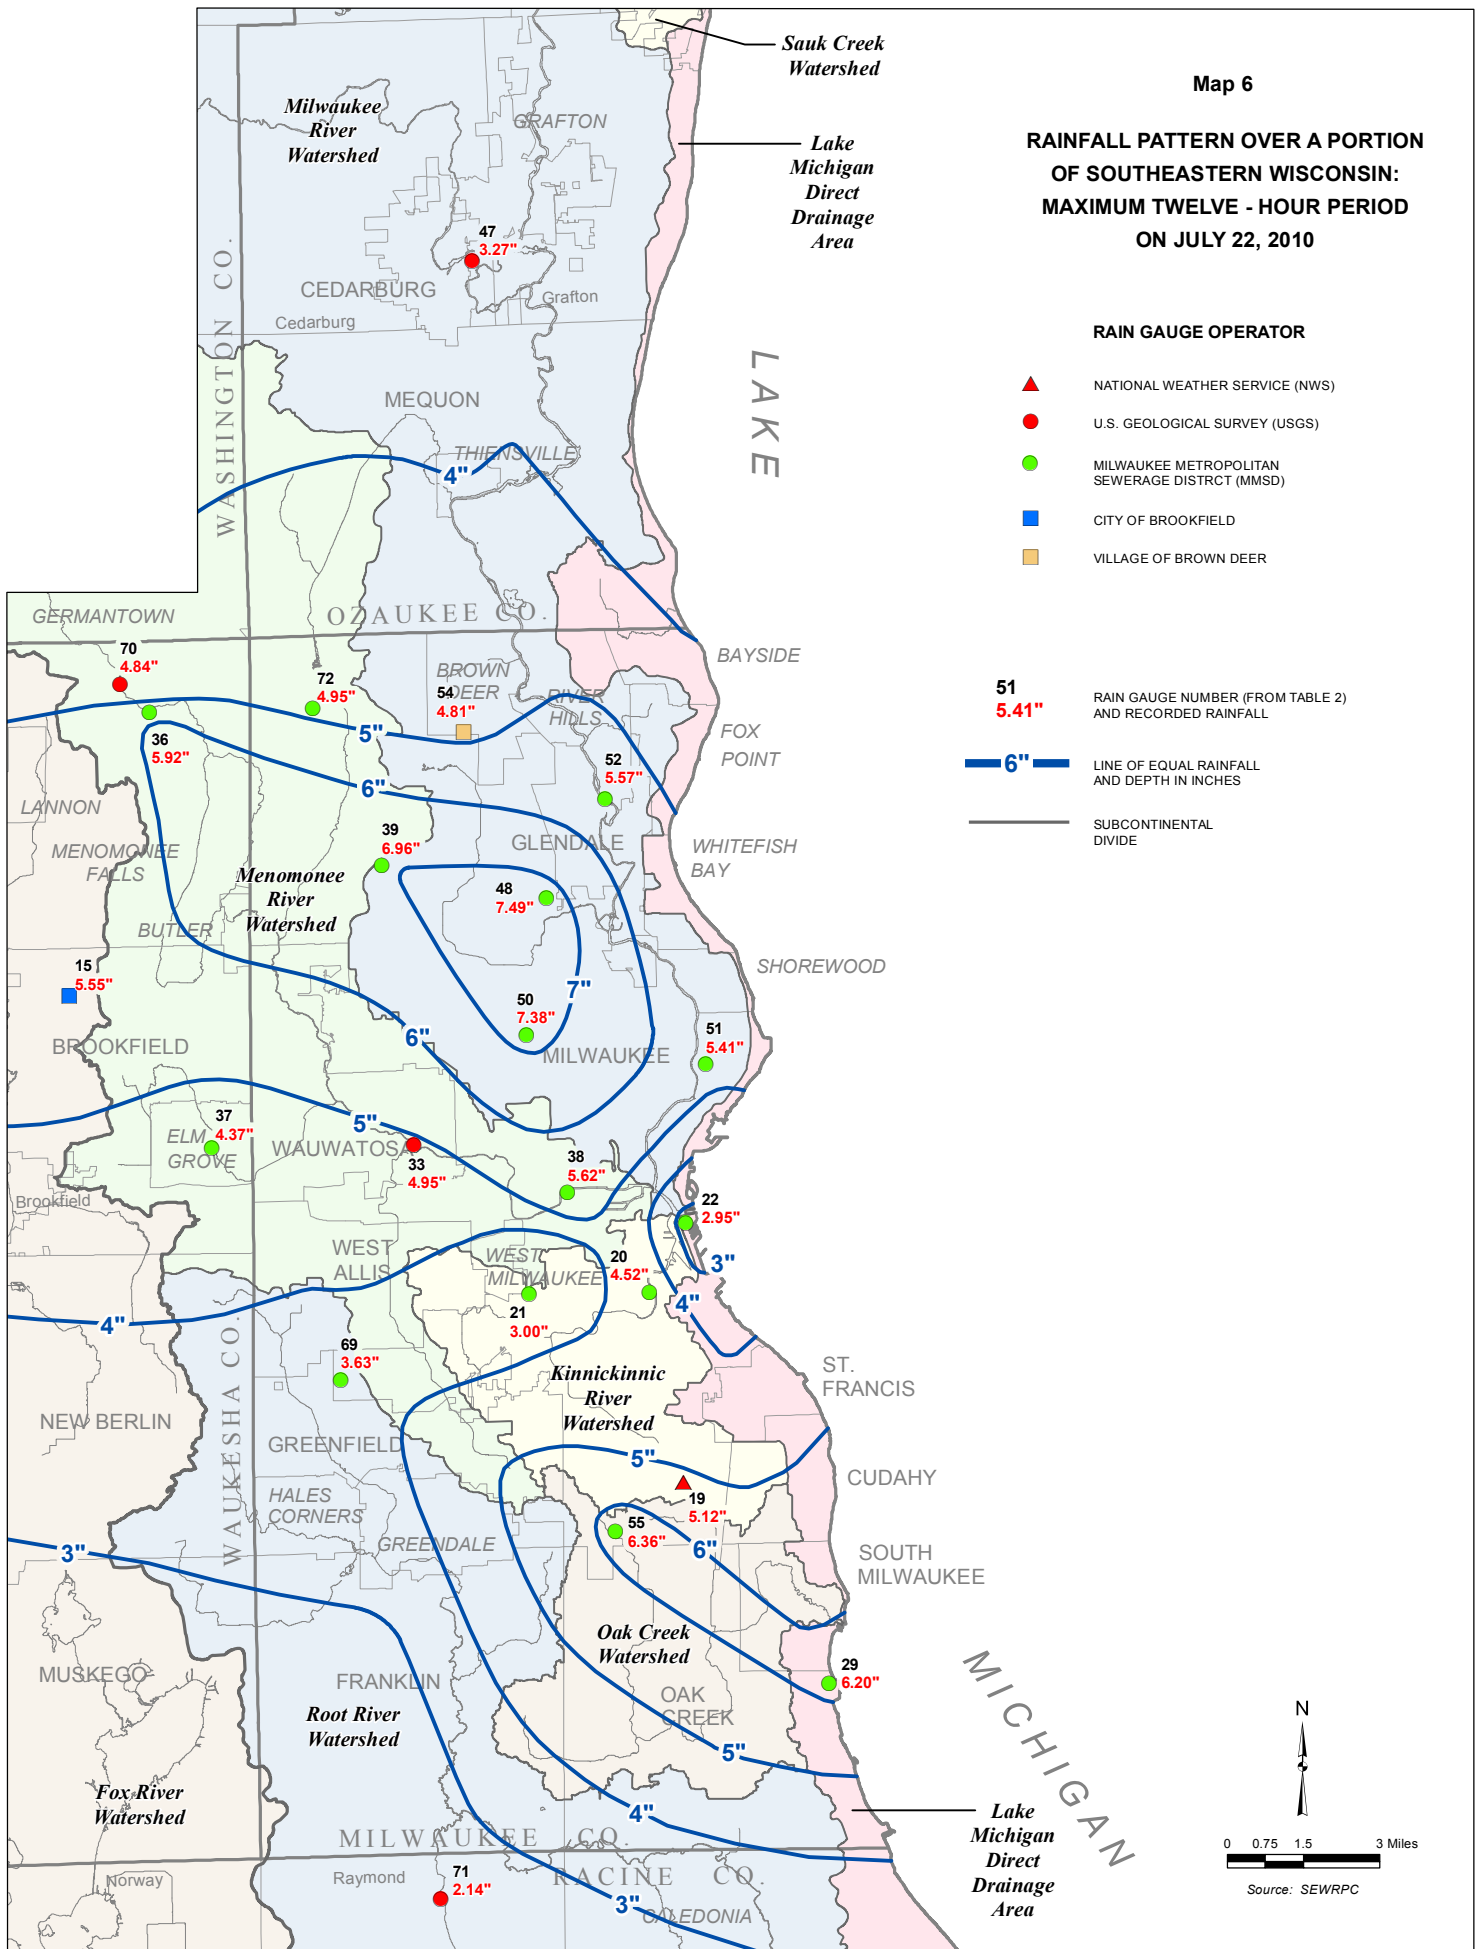 Map 6
RAINFALL PATTERN OVER A PORTION
OF SOUTHEASTERN WISCONSIN:
MAXIMUM TWELVE - HOUR PERIOD
ON JULY 22, 2010
RAIN GAUGE OPERATOR
NATIONAL WEATHER SERVICE (NWS)
U.S. GEOLOGICAL SURVEY (USGS)
MILWAUKEE METROPOLITAN
SEWERAGE DISTRCT (MMSD)
CITY OF BROOKFIELD
VILLAGE OF BROWN DEER
51
5.41"
RAIN GAUGE NUMBER (FROM TABLE 2)
AND RECORDED RAINFALL
6"
LINE OF EQUAL RAINFALL
AND DEPTH IN INCHES
SUBCONTINENTAL
DIVIDE
Sauk Creek
Watershed
Milwaukee
River
Watershed
GRAFTON
Lake
Michigan
Direct
Drainage
Area
47
3.27"
CEDARBURG
Grafton
Cedarburg
WASHINGTON CO.
LAKE
MEQUON
THIENSVILLE
4"
GERMANTOWN
OZAUKEE CO.
BAYSIDE
70
4.84"
72
4.95"
BROWN
DEER
54
4.81"
RIVER
HILLS
5"
FOX
POINT
36
5.92"
52
5.57"
6"
LANNON
39
6.96"
GLENDALE
WHITEFISH
BAY
MENOMONEE
FALLS
Menomonee
River
Watershed
48
7.49"
BUTLER
SHOREWOOD
15
5.55"
7"
50
7.38"
6"
51
5.41"
BROOKFIELD
MILWAUKEE
37
4.37"
5"
ELM
GROVE
WAUWATOSA
33
4.95"
38
5.62"
Brookfield
22
2.95"
WEST
ALLIS
WEST
MILWAUKEE
20
4.52"
3"
4"
21
3.00"
4"
69
3.63"
Kinnickinnic
River
Watershed
ST.
FRANCIS
WAUKESHA CO.
NEW BERLIN
GREENFIELD
5"
CUDAHY
HALES
CORNERS
19
5.12"
55
6.36"
GREENDALE
6"
3"
SOUTH
MILWAUKEE
Oak Creek
Watershed
MUSKEGO
FRANKLIN
29
6.20"
OAK
CREEK
Root River
Watershed
5"
MICHIGAN
Fox River
Watershed
4"
Lake
Michigan
Direct
Drainage
Area
MILWAUKEE CO.
Norway
Raymond
71
2.14"
RACINE CO.
3"
CALEDONIA
N
0 0.75 1.5 3 Miles
Source: SEWRPC